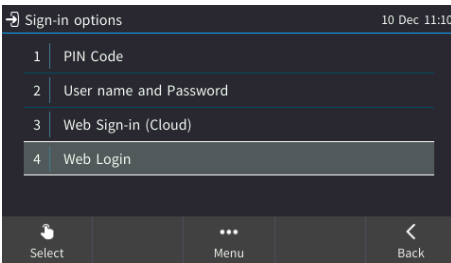 Sign-in options 10 Dec 11:10
1 PIN Code
2 User name and Password
3 Web Sign-in (Cloud)
4 Web Login
Select Menu Back